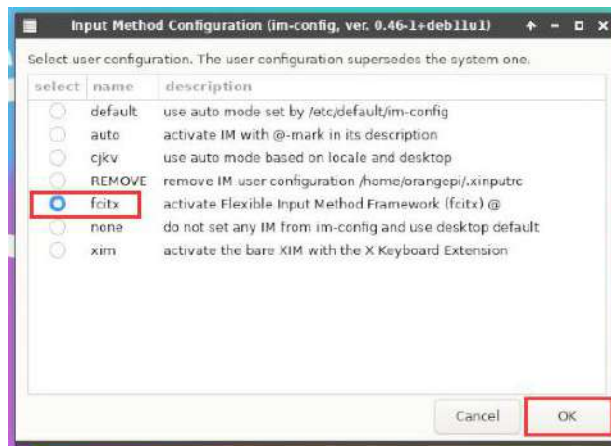 Input Method Configuration (im-config, ver. 0.46-1+deb11u1)
Select user configuration. The user configuration supersedes the system one.
select name description
default use auto mode set by /etc/default/im-config
auto activate IM with @-mark in its description
cjkv use auto mode based on locale and desktop
REMOVE remove IM user configuration /home/orangepi/.xinputrc
fcitx activate Flexible Input Method Framework (fcitx) @
none do not set any IM from im-config and use desktop default
xim activate the bare XIM with the X Keyboard Extension
Cancel OK